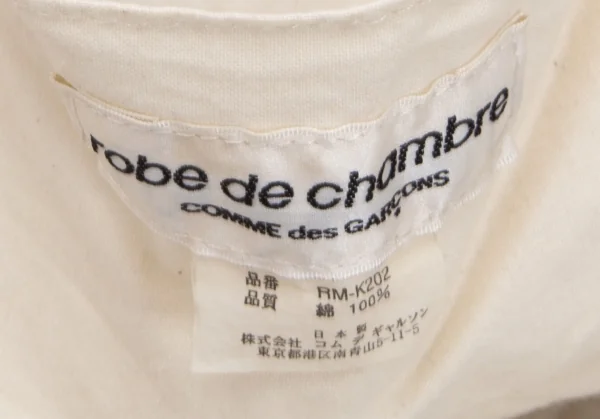 robe de chambre
COMME des GARÇONS
品番 RM-K202
品質 綿 100%
日本製
株式会社 コム デ ギャルソン
東京都港区南青山5-11-5